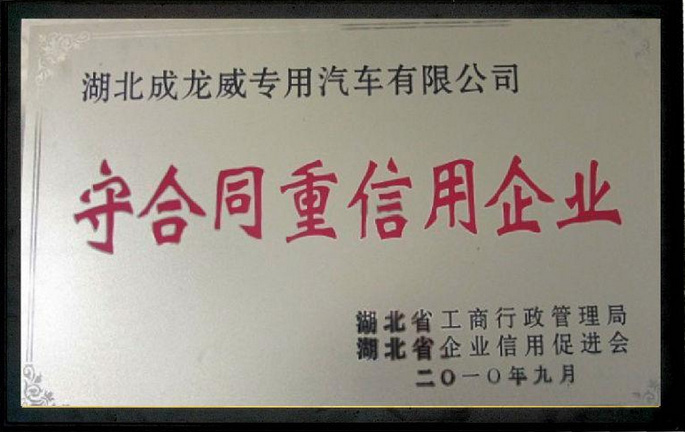 湖北成龙威专用汽车有限公司
守合同重信用企业
湖北省工商行政管理局
湖北省企业信用促进会
二〇一〇年九月